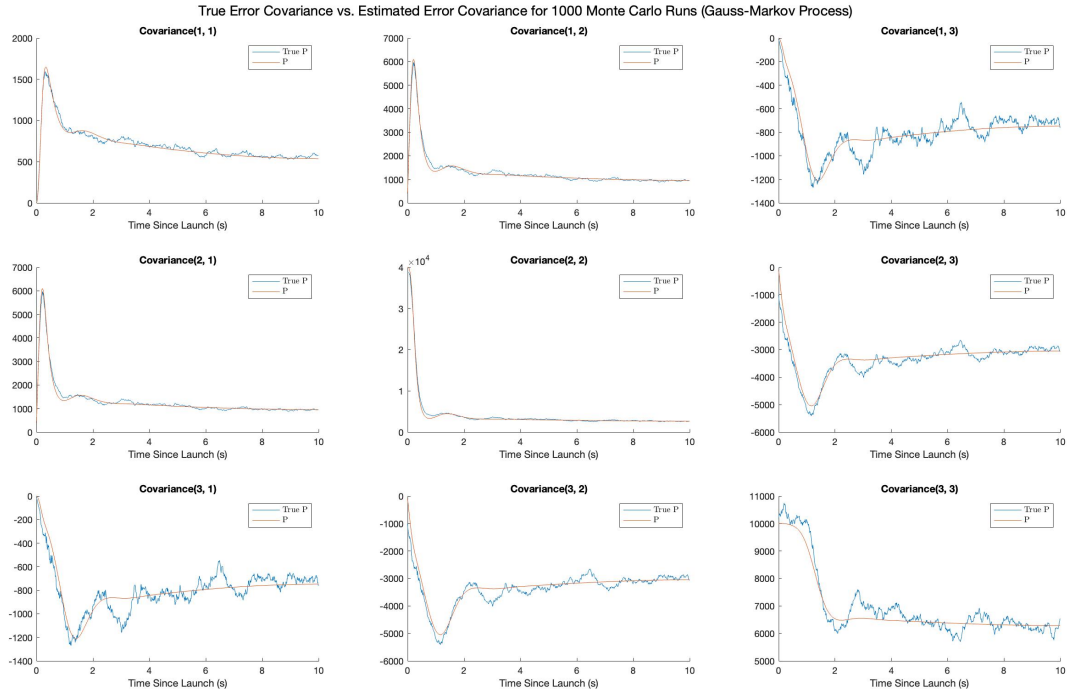 True Error Covariance vs. Estimated Error Covariance for 1000 Monte Carlo Runs (Gauss-Markov Process)
Covariance(1, 1)
2000
1500
1000
500
0
True P
P
0 2 4 6 8 10
Time Since Launch (s)
Covariance(1, 2)
7000
6000
5000
4000
3000
2000
1000
0
True P
P
0 2 4 6 8 10
Time Since Launch (s)
Covariance(1, 3)
0
-200
-400
-600
-800
-1000
-1200
-1400
True P
P
0 2 4 6 8 10
Time Since Launch (s)
Covariance(2, 1)
7000
6000
5000
4000
3000
2000
1000
0
True P
P
0 2 4 6 8 10
Time Since Launch (s)
Covariance(2, 2)
×10⁴
4
3
2
1
0
True P
P
0 2 4 6 8 10
Time Since Launch (s)
Covariance(2, 3)
0
-1000
-2000
-3000
-4000
-5000
-6000
True P
P
0 2 4 6 8 10
Time Since Launch (s)
Covariance(3, 1)
0
-200
-400
-600
-800
-1000
-1200
-1400
True P
P
0 2 4 6 8 10
Time Since Launch (s)
Covariance(3, 2)
0
-1000
-2000
-3000
-4000
-5000
-6000
True P
P
0 2 4 6 8 10
Time Since Launch (s)
Covariance(3, 3)
11000
10000
9000
8000
7000
6000
5000
True P
P
0 2 4 6 8 10
Time Since Launch (s)